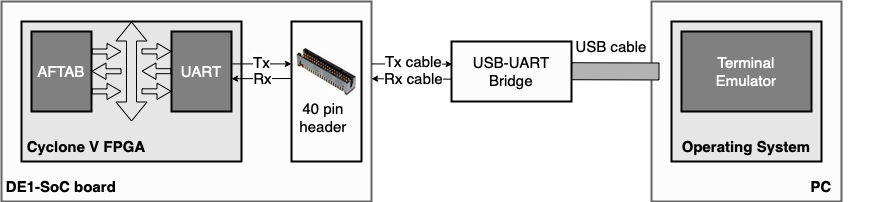 AFTAB
UART
Cyclone V FPGA
DE1-SoC board
Tx
Rx
40 pin
header
Tx cable
Rx cable
USB-UART
Bridge
USB cable
Terminal
Emulator
Operating System
PC